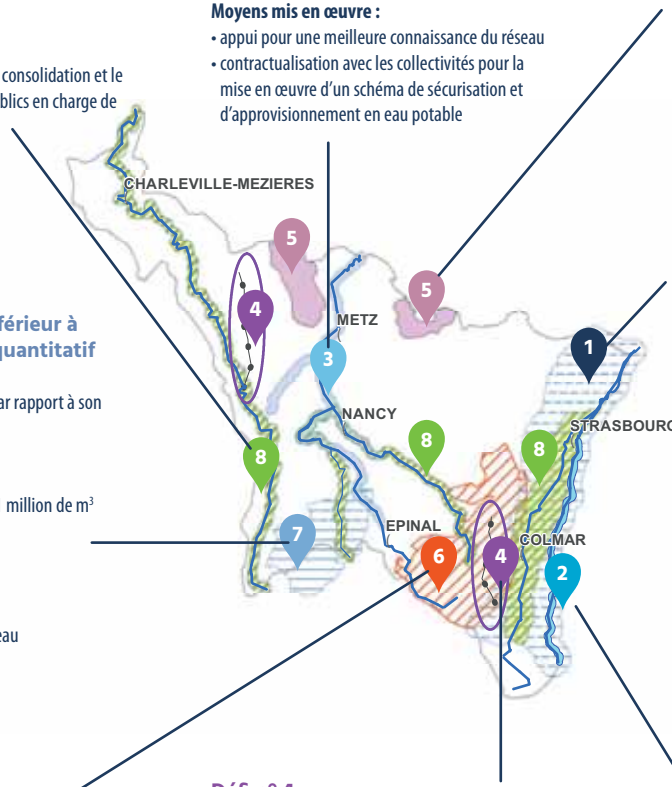 Moyens mis en œuvre :
• appui pour une meilleure connaissance du réseau
• contractualisation avec les collectivités pour la
mise en œuvre d'un schéma de sécurisation et
d'approvisionnement en eau potable
consolidation et le
blics en charge de
CHARLEVILLE-MEZIERES
5
5
4
férieur à
quantitatif
METZ
1
3
ar rapport à son
NANCY
STRASBOURG
8
8
8
million de m³
EPINAL
COLMAR
7
6
4
2
eau